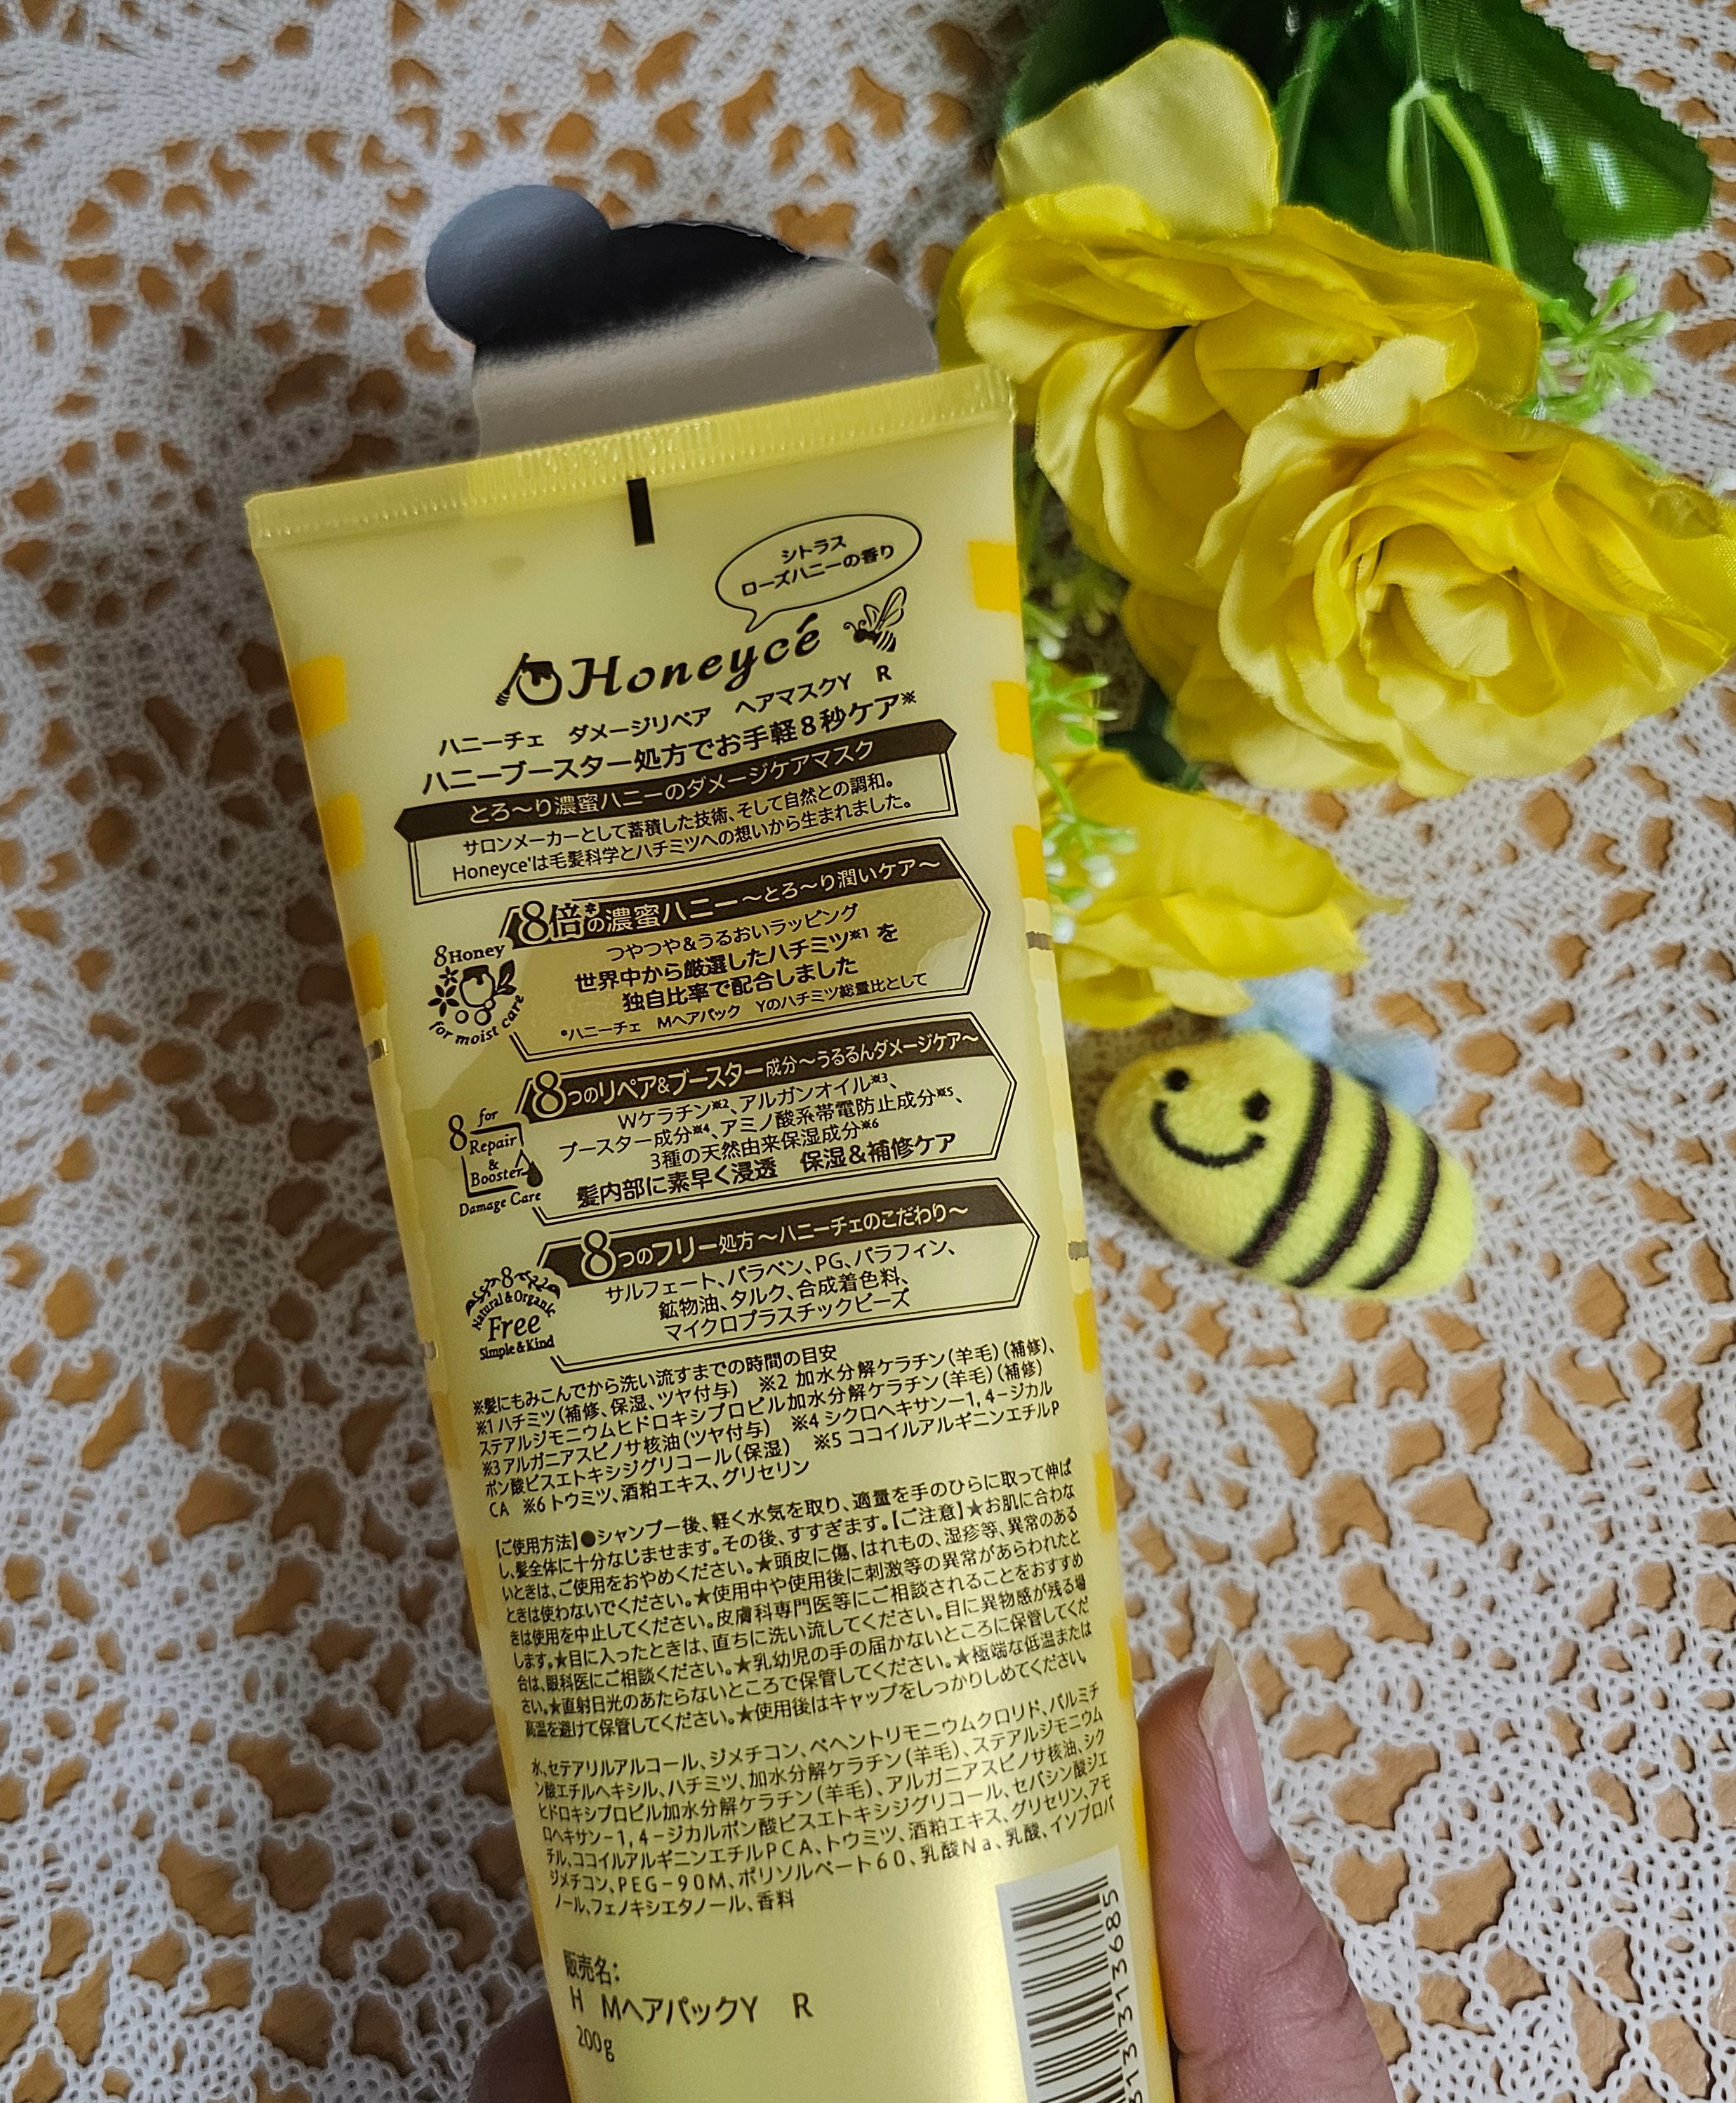 シトラス
ローズハニーの香り
Honeycé
ハニーチェ ダメージリペア ヘアマスクY R
ハニーブースター処方でお手軽8秒ケア※
とろ〜り濃蜜ハニーのダメージケアマスク
サロンメーカーとして蓄積した技術、そして自然との調和。
Honeyce'は毛髪科学とハチミツへの想いから生まれました。
8Honey
for moist care
8倍*の濃蜜ハニー〜とろ〜り潤いケア〜
つやつや&うるおいラッピング
世界中から厳選したハチミツ※1 を
独自比率で配合しました
*ハニーチェ Mヘアパック Yのハチミツ総量比として
8 for
Repair
&
Booster
Damage Care
8つのリペア&ブースター成分〜うるるんダメージケア〜
Wケラチン※2、アルガンオイル※3、
ブースター成分※4、アミノ酸系帯電防止成分※5、
3種の天然由来保湿成分※6
髪内部に素早く浸透 保湿&補修ケア
8
Natural & Organic
Free
Simple & Kind
8つのフリー処方〜ハニーチェのこだわり〜
サルフェート、パラベン、PG、パラフィン、
鉱物油、タルク、合成着色料、
マイクロプラスチックビーズ
※髪にもみこんでから洗い流すまでの時間の目安
※1 ハチミツ(補修、保湿、ツヤ付与) ※2 加水分解ケラチン(羊毛)(補修)、
ステアルジモニウムヒドロキシプロピル加水分解ケラチン(羊毛)(補修)
※3 アルガニアスピノサ核油(ツヤ付与) ※4 シクロヘキサン-1,4-ジカル
ボン酸ビスエトキシジグリコール(保湿) ※5 ココイルアルギニンエチルP
CA ※6 トウミツ、酒粕エキス、グリセリン
【ご使用方法】●シャンプー後、軽く水気を取り、適量を手のひらに取って伸ば
し、髪全体に十分なじませます。その後、すすぎます。【ご注意】★お肌に合わな
いときは、ご使用をおやめください。★頭皮に傷、はれもの、湿疹等、異常のある
ときは使わないでください。★使用中や使用後に刺激等の異常があらわれたと
きは使用を中止してください。皮膚科専門医等にご相談されることをおすすめ
します。★目に入ったときは、直ちに洗い流してください。目に異物感が残る場
合は、眼科医にご相談ください。★乳幼児の手の届かないところに保管してくだ
さい。★直射日光のあたらないところで保管してください。★極端な低温または
高温を避けて保管してください。★使用後はキャップをしっかりしめてください。
水、セテアリルアルコール、ジメチコン、ベヘントリモニウムクロリド、パルミチ
ン酸エチルヘキシル、ハチミツ、加水分解ケラチン(羊毛)、ステアルジモニウム
ヒドロキシプロピル加水分解ケラチン(羊毛)、アルガニアスピノサ核油、シク
ロヘキサン-1,4-ジカルボン酸ビスエトキシジグリコール、セバシン酸ジエ
チル、ココイルアルギニンエチルPCA、トウミツ、酒粕エキス、グリセリン、アモ
ジメチコン、PEG-90M、ポリソルベート60、乳酸Na、乳酸、イソプロパ
ノール、フェノキシエタノール、香料
販売名:
H MヘアパックY R
200g